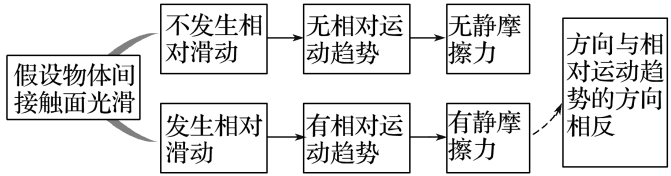 假设物体间
接触面光滑
不发生相
对滑动
无相对运
动趋势
无静摩
擦力
发生相对
滑动
有相对运
动趋势
有静摩
擦力
方向与相
对运动趋
势的方向
相反